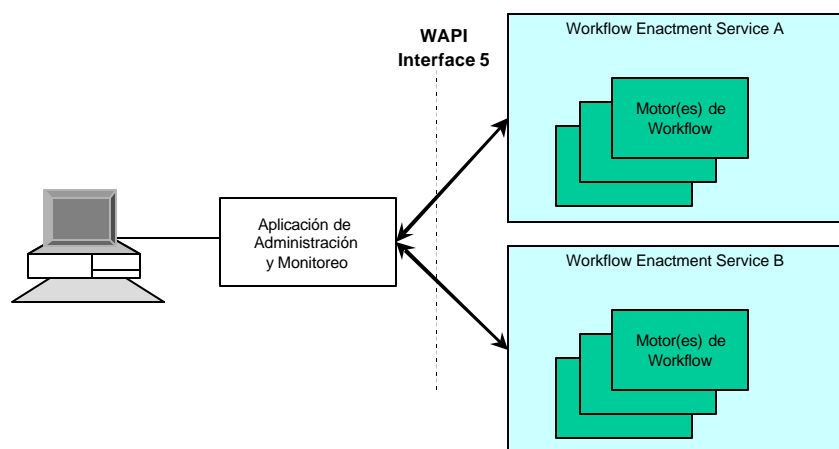 WAPI
Interface 5
Workflow Enactment Service A
Motor(es) de
Workflow
Aplicación de
Administración
y Monitoreo
Workflow Enactment Service B
Motor(es) de
Workflow